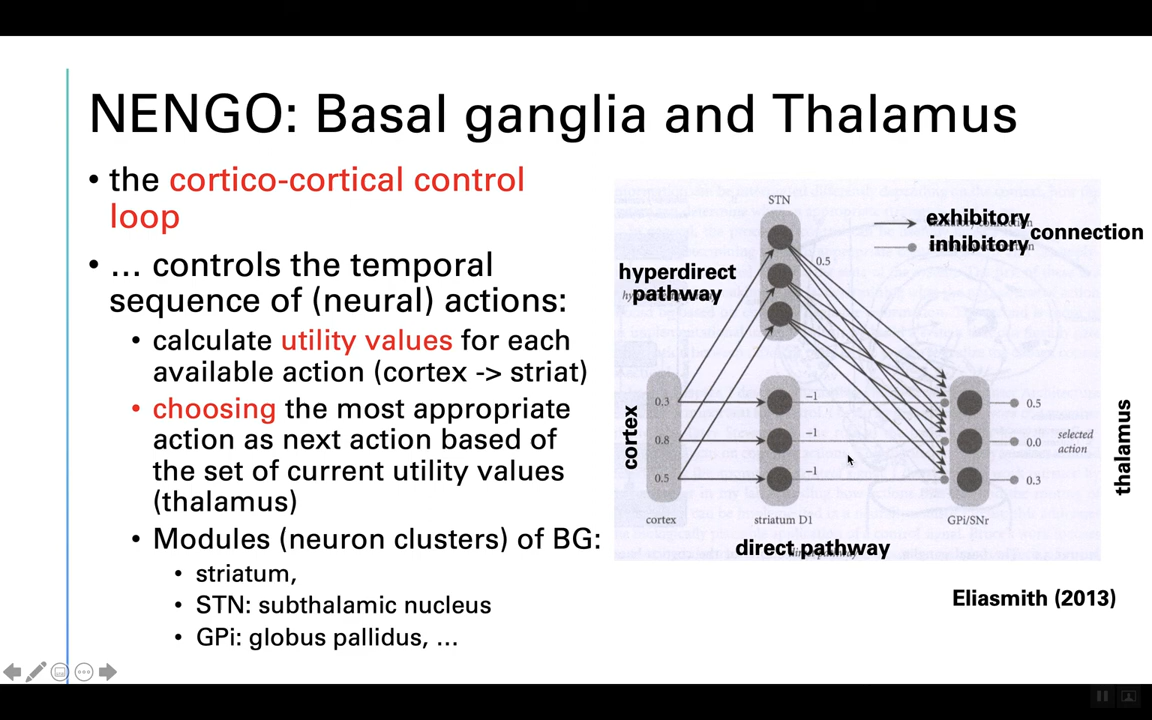 NENGO: Basal ganglia and Thalamus
• the cortico-cortical control
loop
• … controls the temporal
sequence of (neural) actions:
• calculate utility values for each
available action (cortex -> striat)
• choosing the most appropriate
action as next action based of
the set of current utility values
(thalamus)
• Modules (neuron clusters) of BG:
• striatum,
• STN: subthalamic nucleus
• GPi: globus pallidus, …
STN
exhibitory
inhibitory
connection
0.5
hyperdirect
pathway
cortex
0.3
0.8
0.5
cortex
-1
-1
-1
striatum D1
direct pathway
GPi/SNr
0.5
0.0
0.3
selected
action
thalamus
Eliasmith (2013)